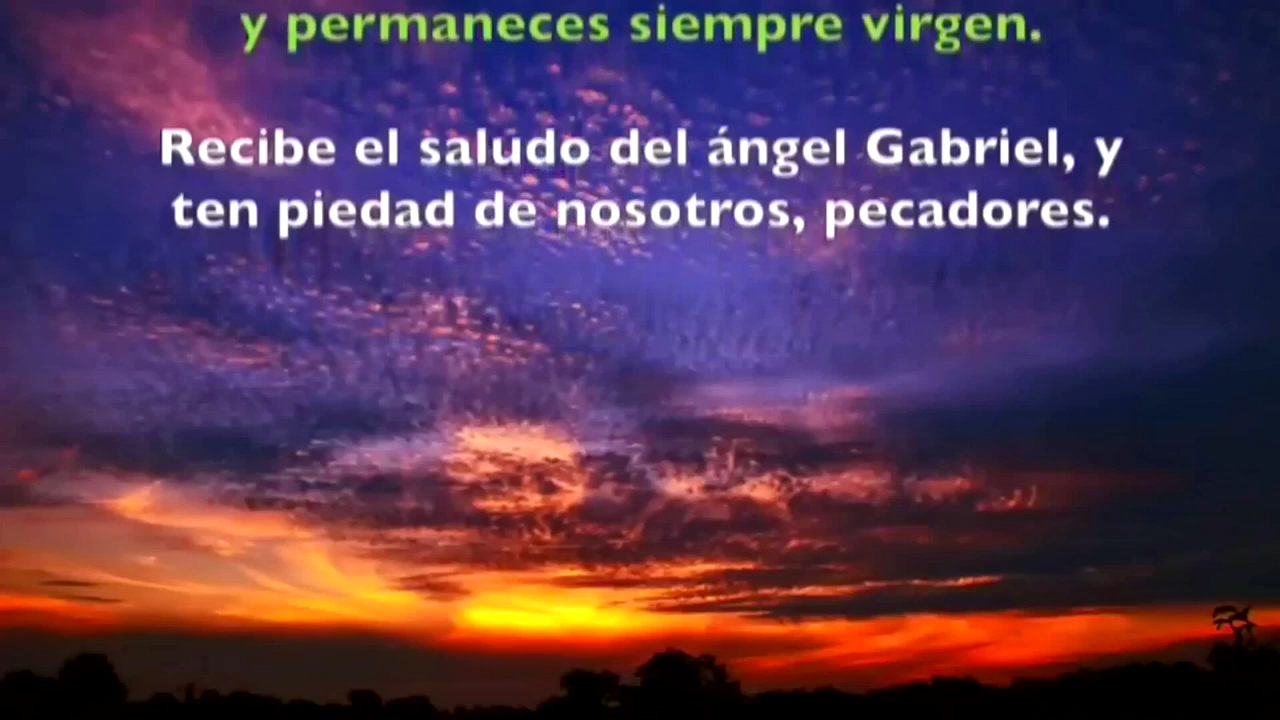 y permaneces siempre virgen.
Recibe el saludo del ángel Gabriel, y
ten piedad de nosotros, pecadores.